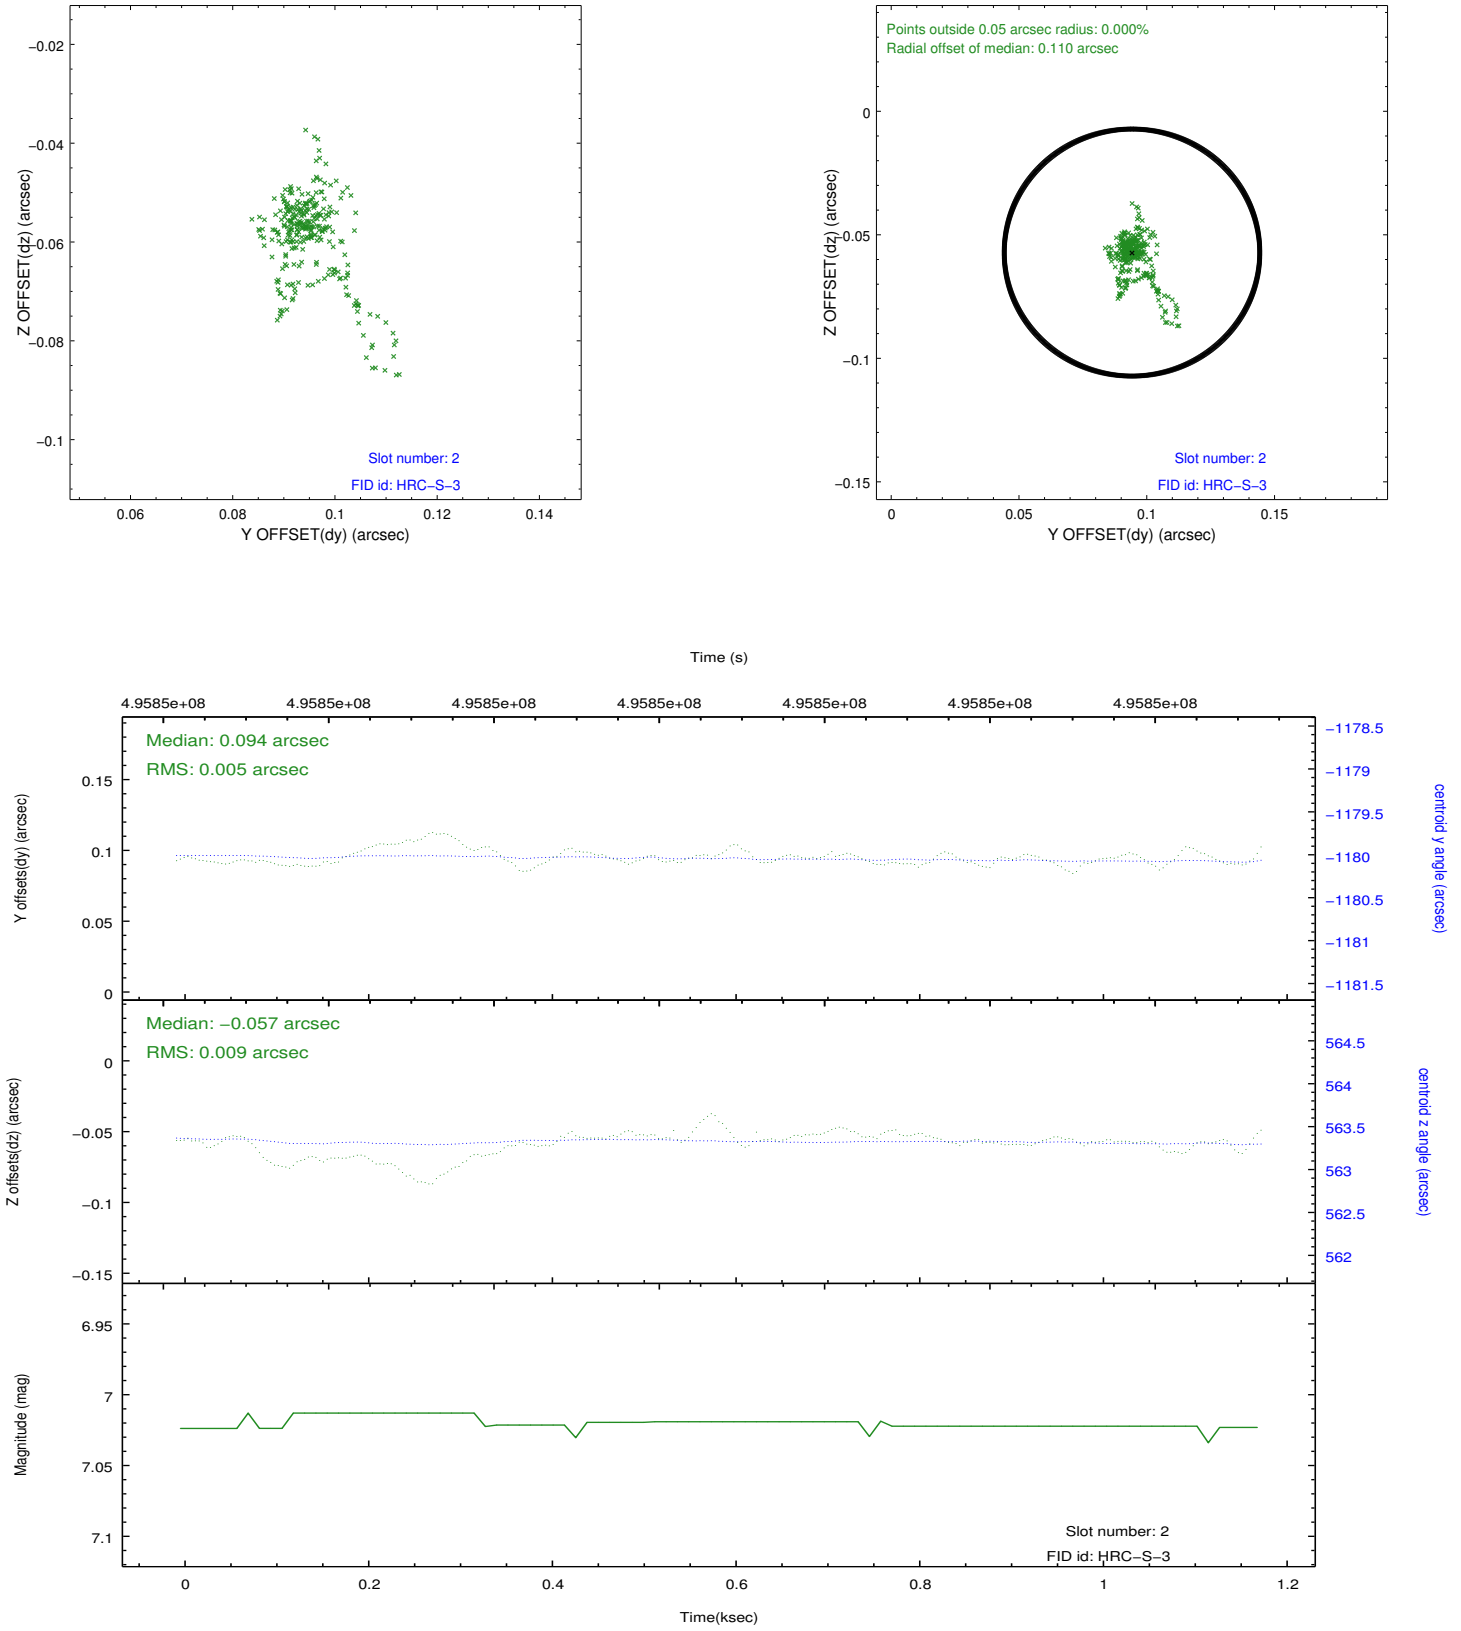 −0.02
−0.04
−0.06
−0.08
−0.1
Z OFFSET(dz) (arcsec)
Slot number: 2
FID id: HRC−S−3
0.06
0.08
0.1
0.12
0.14
Y OFFSET(dy) (arcsec)
Points outside 0.05 arcsec radius: 0.000%
Radial offset of median: 0.110 arcsec
0
−0.05
−0.1
−0.15
Z OFFSET(dz) (arcsec)
Slot number: 2
FID id: HRC−S−3
0
0.05
0.1
0.15
Y OFFSET(dy) (arcsec)
Time (s)
4.9585e+08
4.9585e+08
4.9585e+08
4.9585e+08
4.9585e+08
4.9585e+08
4.9585e+08
Median: 0.094 arcsec
RMS: 0.005 arcsec
0.15
0.1
0.05
0
Y offsets(dy) (arcsec)
−1178.5
−1179
−1179.5
−1180
−1180.5
−1181
−1181.5
centroid y angle (arcsec)
Median: −0.057 arcsec
RMS: 0.009 arcsec
0
−0.05
−0.1
−0.15
Z offsets(dz) (arcsec)
564.5
564
563.5
563
562.5
562
centroid z angle (arcsec)
6.95
7
7.05
7.1
Magnitude (mag)
Slot number: 2
FID id: HRC−S−3
0
0.2
0.4
0.6
0.8
1
1.2
Time(ksec)